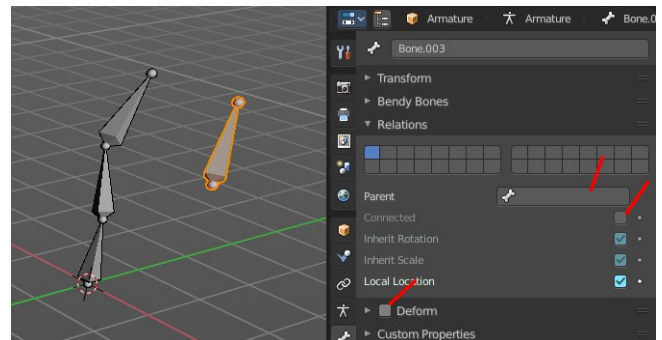 Armature Armature Bone.0
Bone.003
Transform
Bendy Bones
Relations
Parent
Connected
Inherit Rotation
Inherit Scale
Local Location
Deform
Custom Properties